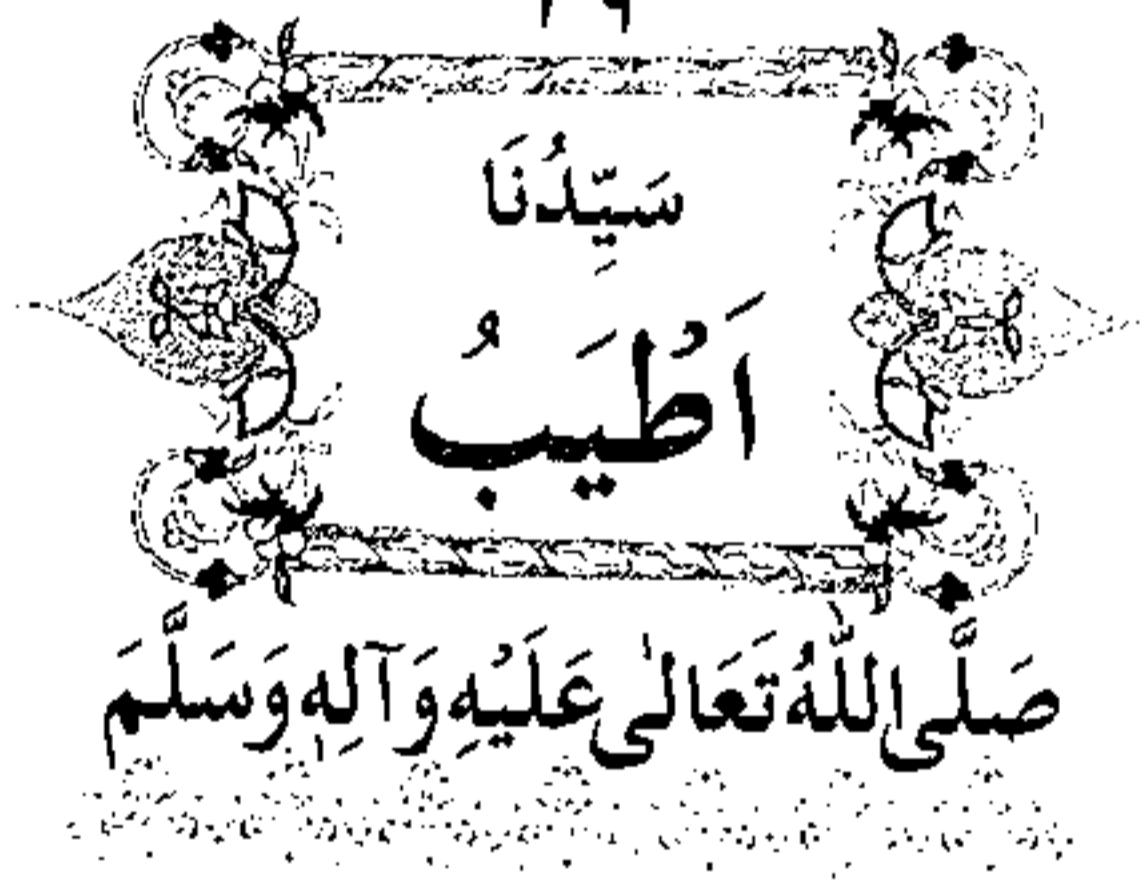 سَيِّدُنَا
اَطْيَبُ
صَلَّى اللّٰهُ تَعَالٰى عَلَيْهِ وَآلِهٖ وَسَلَّمَ